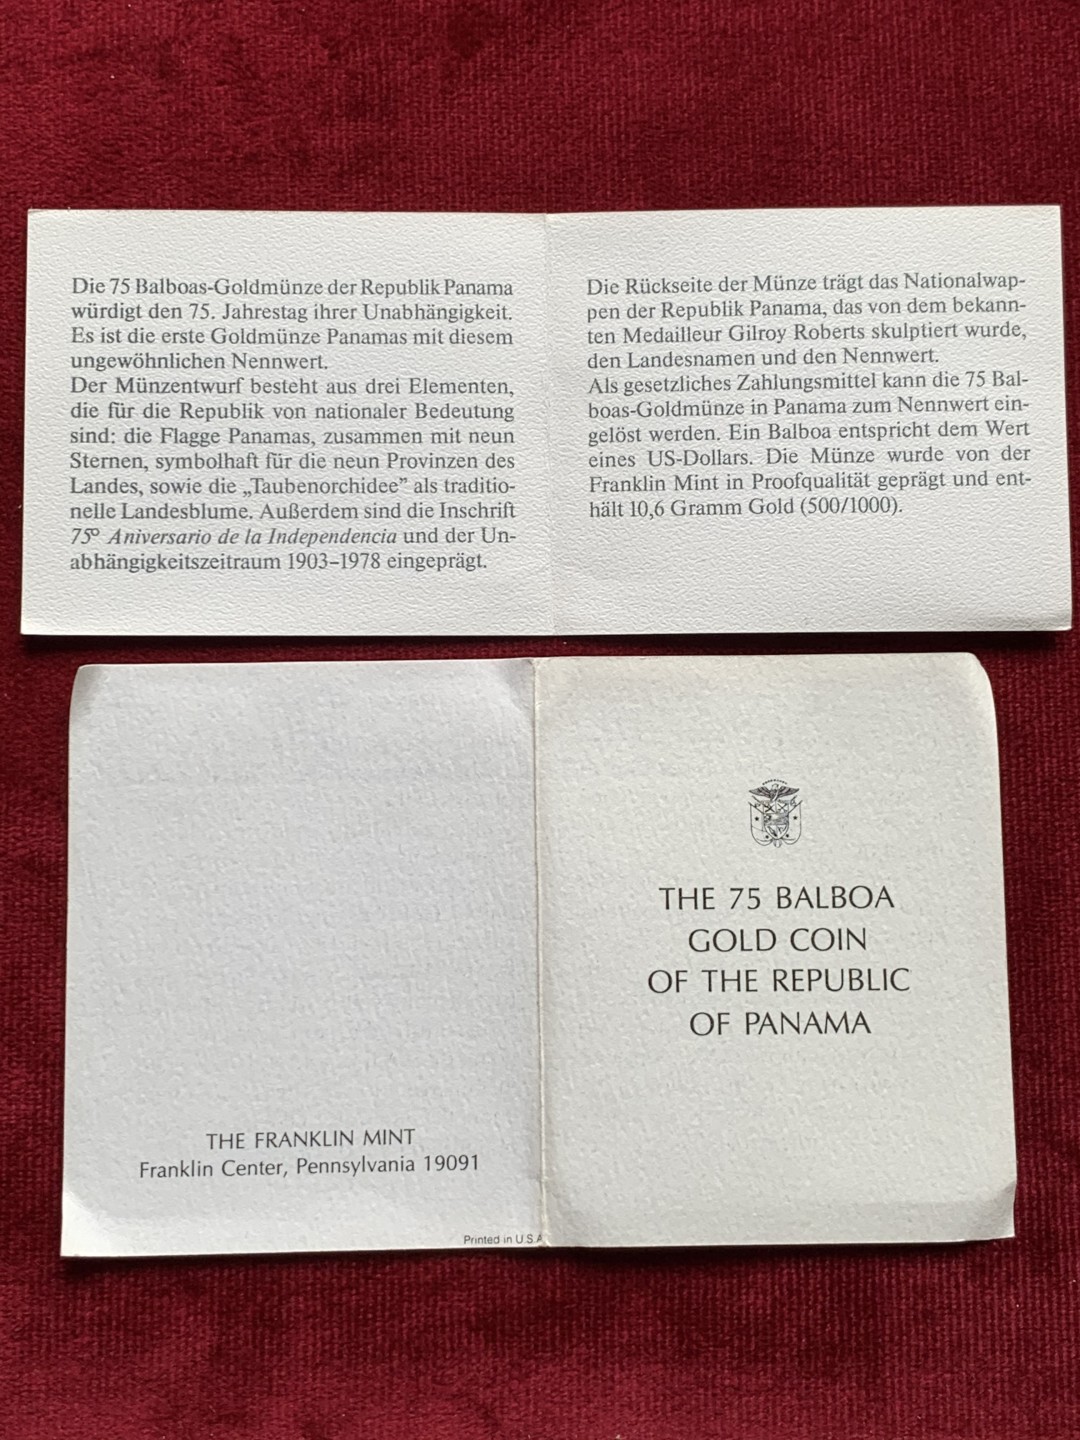 Die 75 Balboas-Goldmünze der Republik Panama
würdigt den 75. Jahrestag ihrer Unabhängigkeit.
Es ist die erste Goldmünze Panamas mit diesem
ungewöhnlichen Nennwert.
Der Münzentwurf besteht aus drei Elementen,
die für die Republik von nationaler Bedeutung
sind: die Flagge Panamas, zusammen mit neun
Sternen, symbolhaft für die neun Provinzen des
Landes, sowie die „Taubenorchidee” als traditio-
nelle Landesblume. Außerdem sind die Inschrift
75º Aniversario de la Independencia und der Un-
abhängigkeitszeitraum 1903–1978 eingeprägt.
Die Rückseite der Münze trägt das Nationalwap-
pen der Republik Panama, das von dem bekann-
ten Medailleur Gilroy Roberts skulptiert wurde,
den Landesnamen und den Nennwert.
Als gesetzliches Zahlungsmittel kann die 75 Bal-
boas-Goldmünze in Panama zum Nennwert ein-
gelöst werden. Ein Balboa entspricht dem Wert
eines US-Dollars. Die Münze wurde von der
Franklin Mint in Proofqualität geprägt und ent-
hält 10,6 Gramm Gold (500/1000).
THE FRANKLIN MINT
Franklin Center, Pennsylvania 19091
Printed in U.S.A
THE 75 BALBOA
GOLD COIN
OF THE REPUBLIC
OF PANAMA